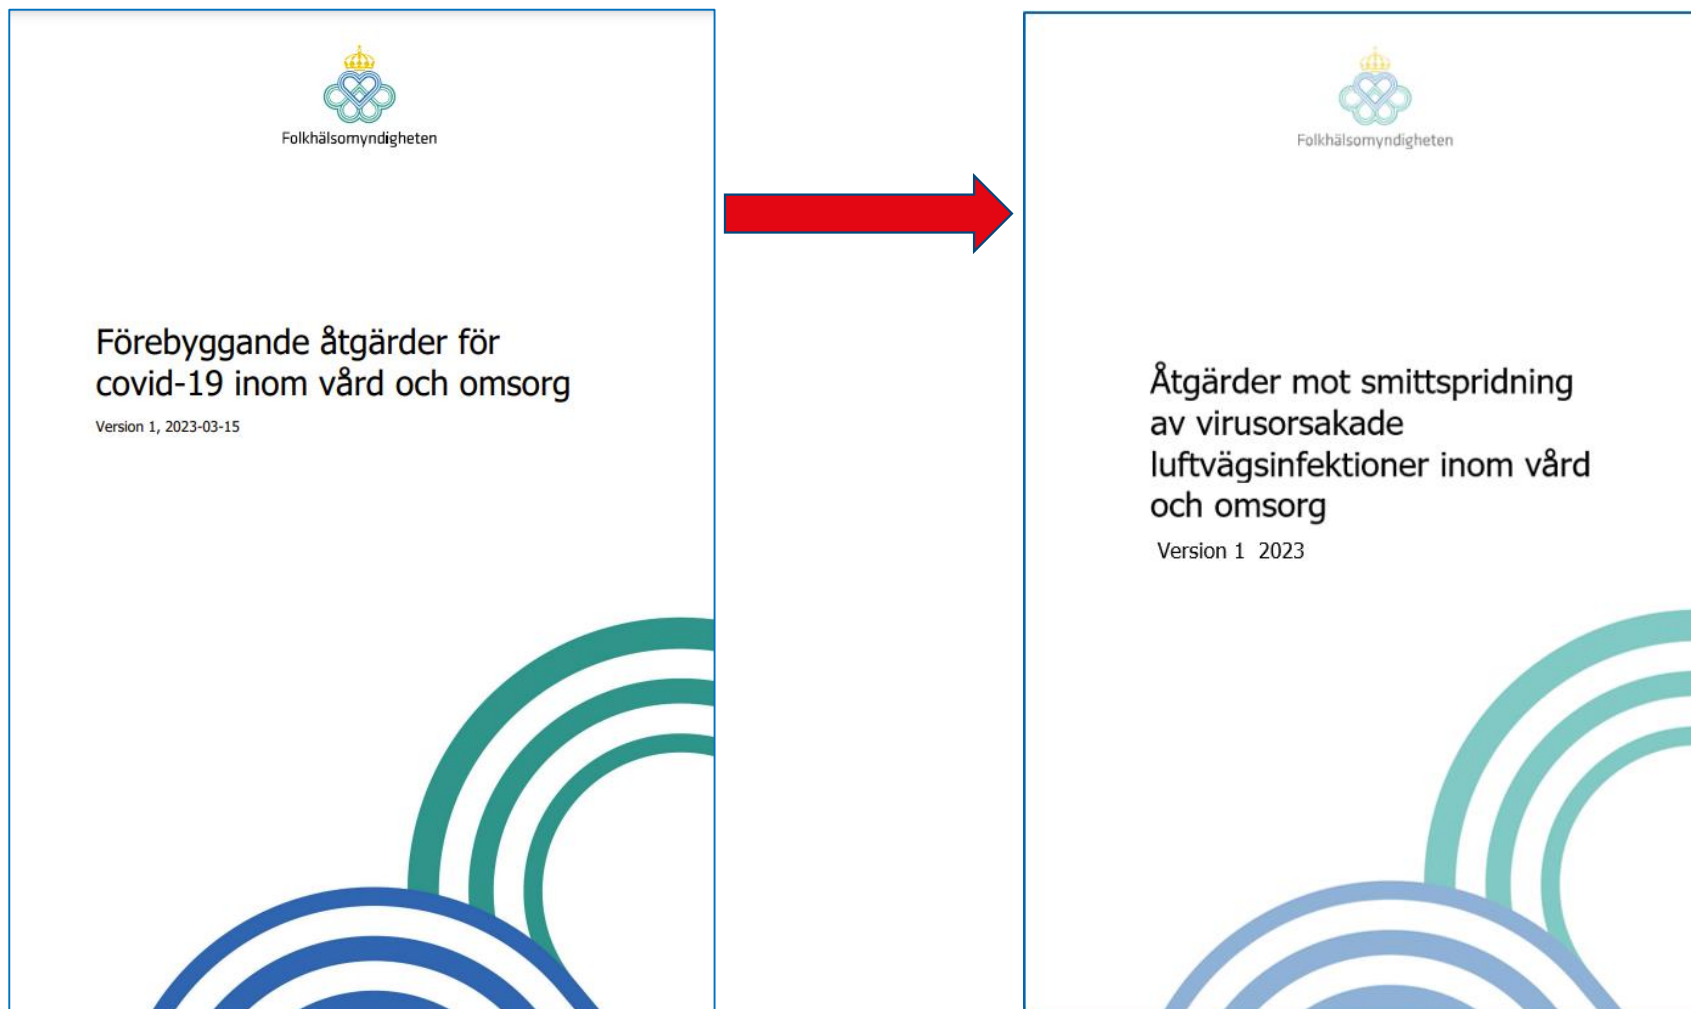 Folkhälsomyndigheten
Förebyggande åtgärder för
covid-19 inom vård och omsorg
Version 1, 2023-03-15
Folkhälsomyndigheten
Åtgärder mot smittspridning
av virusorsakade
luftvägsinfektioner inom vård
och omsorg
Version 1 2023